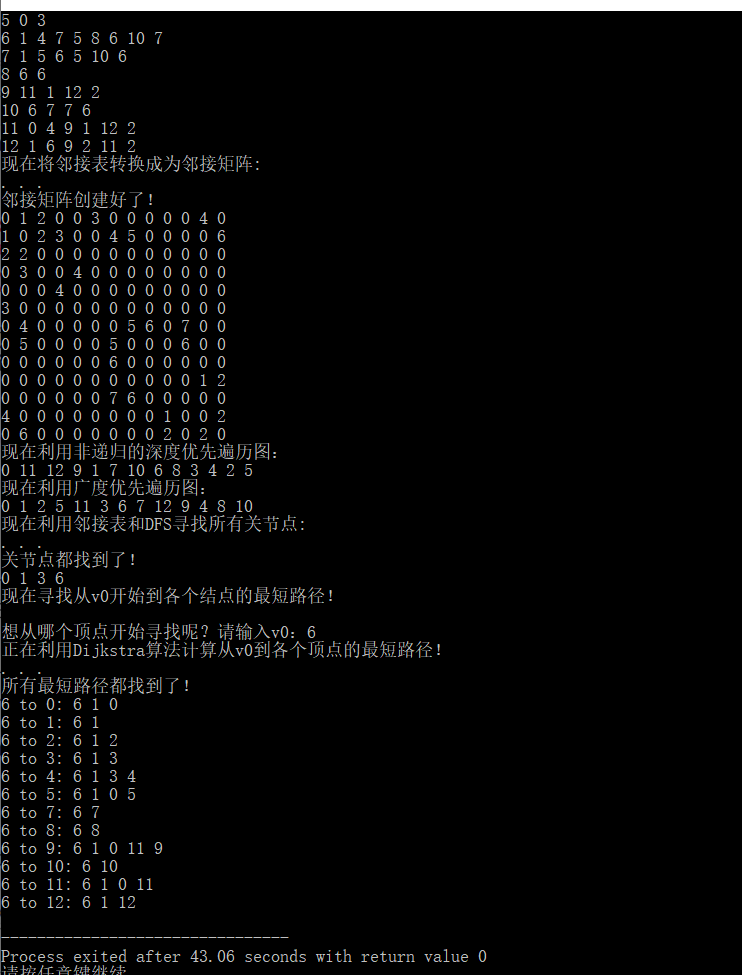 5 0 3
6 1 4 7 5 8 6 10 7
7 1 5 6 5 10 6
8 6 6
9 11 1 12 2
10 6 7 7 6
11 0 4 9 1 12 2
12 1 6 9 2 11 2
现在将邻接表转换成为邻接矩阵:
. . .
邻接矩阵创建好了!
0 1 2 0 0 3 0 0 0 0 0 4 0
1 0 2 3 0 0 4 5 0 0 0 0 6
2 2 0 0 0 0 0 0 0 0 0 0 0
0 3 0 0 4 0 0 0 0 0 0 0 0
0 0 0 4 0 0 0 0 0 0 0 0 0
3 0 0 0 0 0 0 0 0 0 0 0 0
0 4 0 0 0 0 0 5 6 0 7 0 0
0 5 0 0 0 0 5 0 0 0 6 0 0
0 0 0 0 0 0 6 0 0 0 0 0 0
0 0 0 0 0 0 0 0 0 0 0 1 2
0 0 0 0 0 0 7 6 0 0 0 0 0
4 0 0 0 0 0 0 0 0 1 0 0 2
0 6 0 0 0 0 0 0 0 2 0 2 0
现在利用非递归的深度优先遍历图:
0 11 12 9 1 7 10 6 8 3 4 2 5
现在利用广度优先遍历图:
0 1 2 5 11 3 6 7 12 9 4 8 10
现在利用邻接表和DFS寻找所有关节点:
. . .
关节点都找到了!
0 1 3 6
现在寻找从v0开始到各个结点的最短路径!
想从哪个顶点开始寻找呢? 请输入v0: 6
正在利用Dijkstra算法计算从v0到各个顶点的最短路径!
. . .
所有最短路径都找到了!
6 to 0: 6 1 0
6 to 1: 6 1
6 to 2: 6 1 2
6 to 3: 6 1 3
6 to 4: 6 1 3 4
6 to 5: 6 1 0 5
6 to 7: 6 7
6 to 8: 6 8
6 to 9: 6 1 0 11 9
6 to 10: 6 10
6 to 11: 6 1 0 11
6 to 12: 6 1 12
--------------------------------
Process exited after 43.06 seconds with return value 0
请按任意键继续